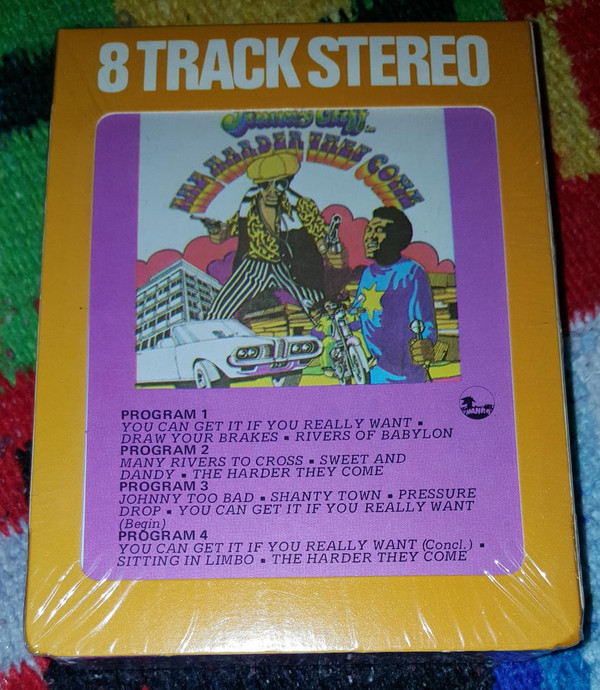 8 TRACK STEREO
Jimmy Cliff in
THE HARDER THEY COME
MANGO
PROGRAM 1
YOU CAN GET IT IF YOU REALLY WANT ▪
DRAW YOUR BRAKES ▪ RIVERS OF BABYLON
PROGRAM 2
MANY RIVERS TO CROSS ▪ SWEET AND
DANDY ▪ THE HARDER THEY COME
PROGRAM 3
JOHNNY TOO BAD ▪ SHANTY TOWN ▪ PRESSURE
DROP ▪ YOU CAN GET IT IF YOU REALLY WANT
(Begin)
PROGRAM 4
YOU CAN GET IT IF YOU REALLY WANT (Concl.) ▪
SITTING IN LIMBO ▪ THE HARDER THEY COME